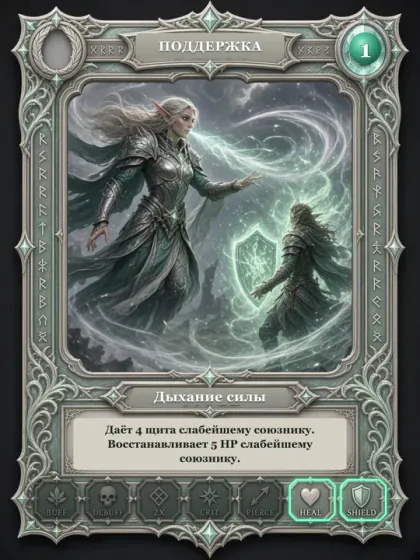 ПОДДЕРЖКА
1
Дыхание силы
Даёт 4 щита слабейшему союзнику.
Восстанавливает 5 HP слабейшему
союзнику.
BUFF DEBUFF 2X CRIT PIERCE HEAL SHIELD